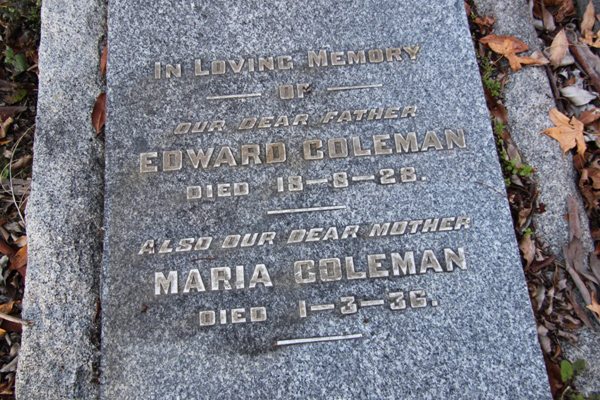 IN LOVING MEMORY
OF
OUR DEAR FATHER
EDWARD COLEMAN
DIED 18-8-28.
ALSO OUR DEAR MOTHER
MARIA COLEMAN
DIED 1-3-36.